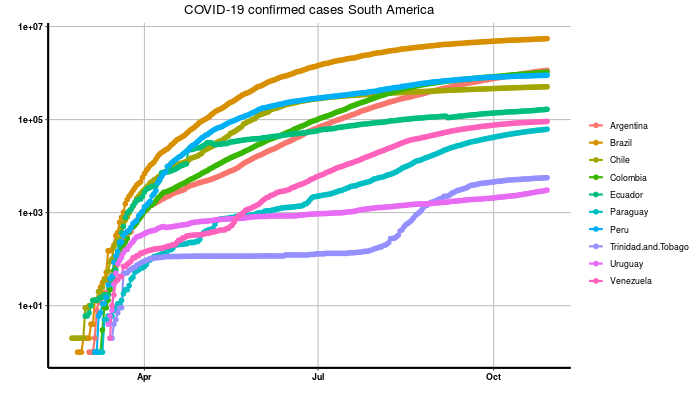 COVID-19 confirmed cases South America
1e+07
1e+05
1e+03
1e+01
Apr
Jul
Oct
Argentina
Brazil
Chile
Colombia
Ecuador
Paraguay
Peru
Trinidad.and.Tobago
Uruguay
Venezuela